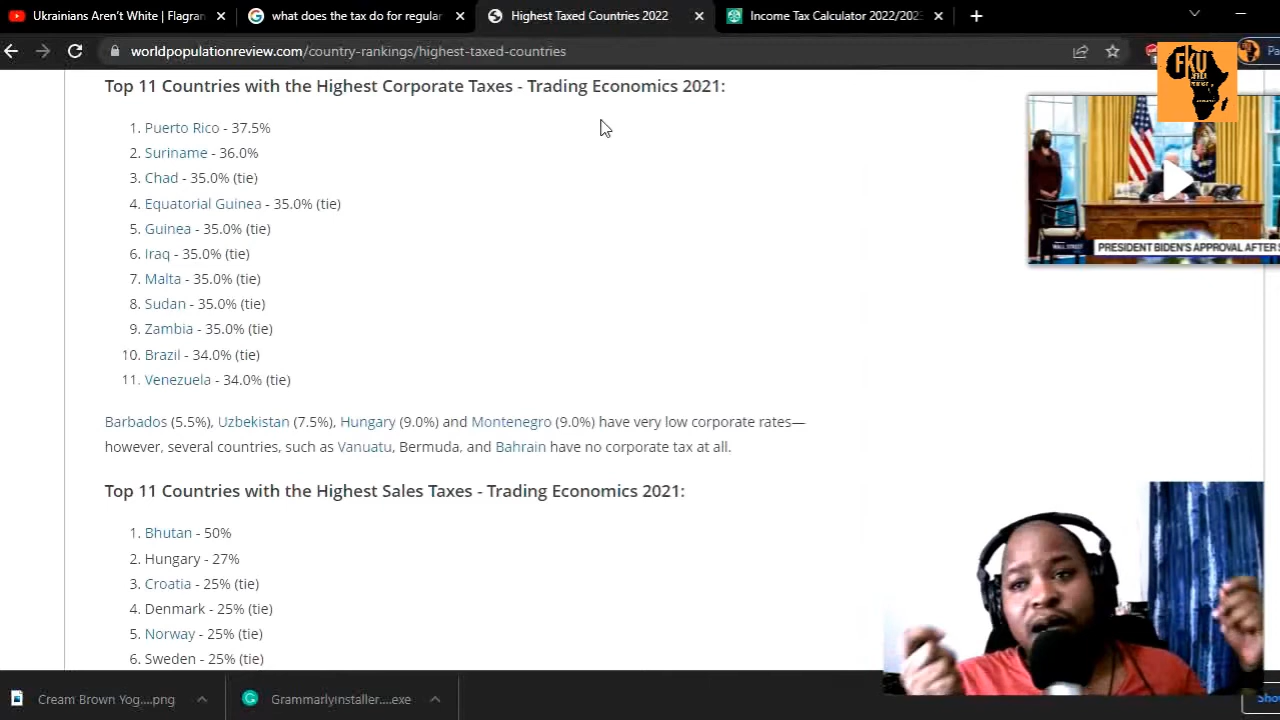 Ukrainians Aren't White | Flagran
what does the tax do for regular
Highest Taxed Countries 2022
Income Tax Calculator 2022/202
worldpopulationreview.com/country-rankings/highest-taxed-countries
Pa
FKU
Top 11 Countries with the Highest Corporate Taxes - Trading Economics 2021:
1. Puerto Rico - 37.5%
2. Suriname - 36.0%
3. Chad - 35.0% (tie)
4. Equatorial Guinea - 35.0% (tie)
5. Guinea - 35.0% (tie)
6. Iraq - 35.0% (tie)
7. Malta - 35.0% (tie)
8. Sudan - 35.0% (tie)
9. Zambia - 35.0% (tie)
10. Brazil - 34.0% (tie)
11. Venezuela - 34.0% (tie)
PRESIDENT BIDEN'S APPROVAL AFTER S
Barbados (5.5%), Uzbekistan (7.5%), Hungary (9.0%) and Montenegro (9.0%) have very low corporate rates—
however, several countries, such as Vanuatu, Bermuda, and Bahrain have no corporate tax at all.
Top 11 Countries with the Highest Sales Taxes - Trading Economics 2021:
1. Bhutan - 50%
2. Hungary - 27%
3. Croatia - 25% (tie)
4. Denmark - 25% (tie)
5. Norway - 25% (tie)
6. Sweden - 25% (tie)
Cream Brown Yog....png
Grammarlyinstaller....exe
Sho